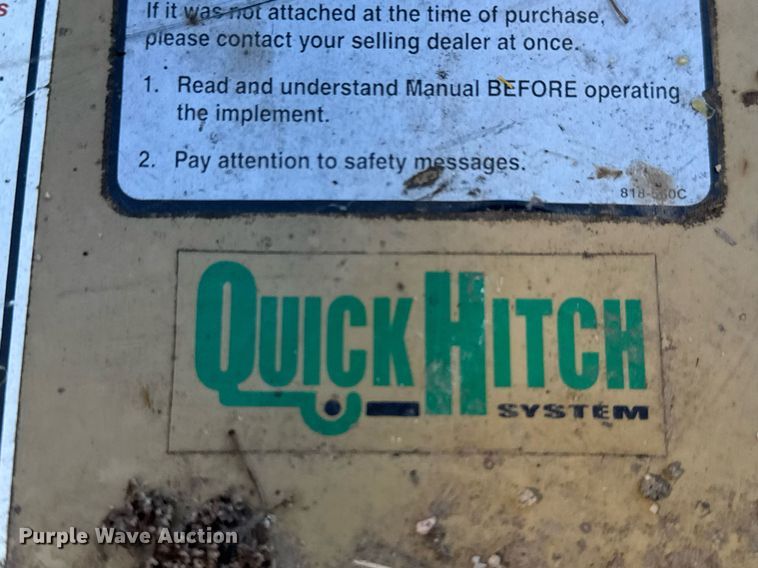 If it was not attached at the time of purchase,
please contact your selling dealer at once.
1. Read and understand Manual BEFORE operating
the implement.
2. Pay attention to safety messages.
QUICK HITCH
SYSTEM
Purple Wave Auction